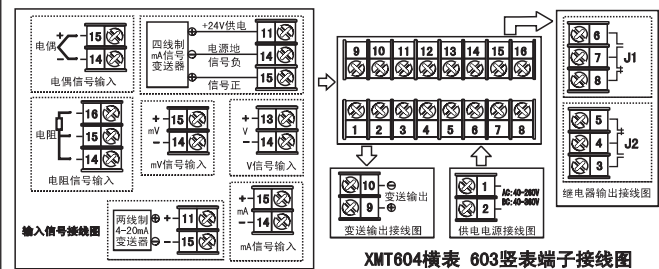 电偶
+
15
-
14
电偶信号输入
四线制
mA信号
变送器
+24V供电
11
电源地
信号负
14
信号正
15
电阻
16
15
14
电阻信号输入
+
15
mV
-
14
mV信号输入
+
13
V
-
14
V信号输入
输入信号接线图
两线制
4-20mA
变送器
+
11
-
15
+
15
mA
-
14
mA信号输入
9 10 11 12 13 14 15 16
1 2 3 4 5 6 7 8
10
9
变送输出
变送输出接线图
1
2
AC:40-260V
DC:40-360V
供电电源接线图
6
7
8
J1
5
4
3
J2
继电器输出接线图
XMT604横表 603竖表端子接线图